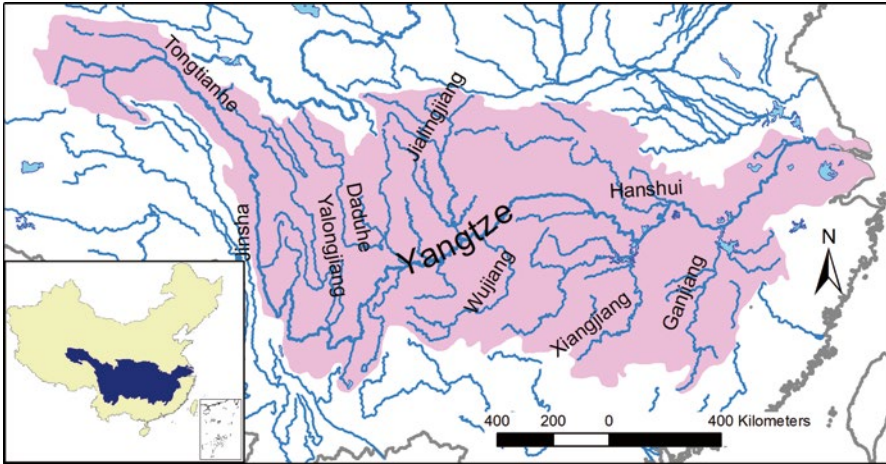 Tongtianhe
Jialingjiang
Hanshui
Daduhe
Yalongjiang
Jinsha
Yangtze
Wujiang
Xiangjiang
Ganjiang
N
400 200 0 400 Kilometers